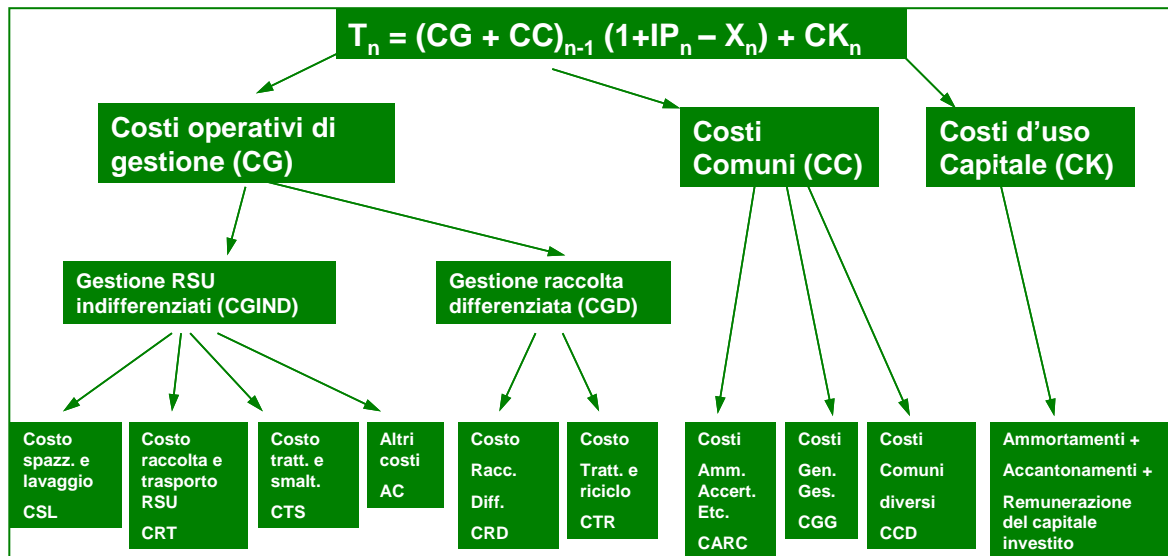 Tn = (CG + CC)n-1 (1+IPn – Xn) + CKn
Costi operativi di
gestione (CG)
Costi
Comuni (CC)
Costi d’uso
Capitale (CK)
Gestione RSU
indifferenziati (CGIND)
Gestione raccolta
differenziata (CGD)
Costo
spazz. e
lavaggio
CSL
Costo
raccolta e
trasporto
RSU
CRT
Costo
tratt. e
smalt.
CTS
Altri
costi
AC
Costo
Racc.
Diff.
CRD
Costo
Tratt. e
riciclo
CTR
Costi
Amm.
Accert.
Etc.
CARC
Costi
Gen.
Ges.
CGG
Costi
Comuni
diversi
CCD
Ammortamenti +
Accantonamenti +
Remunerazione
del capitale
investito